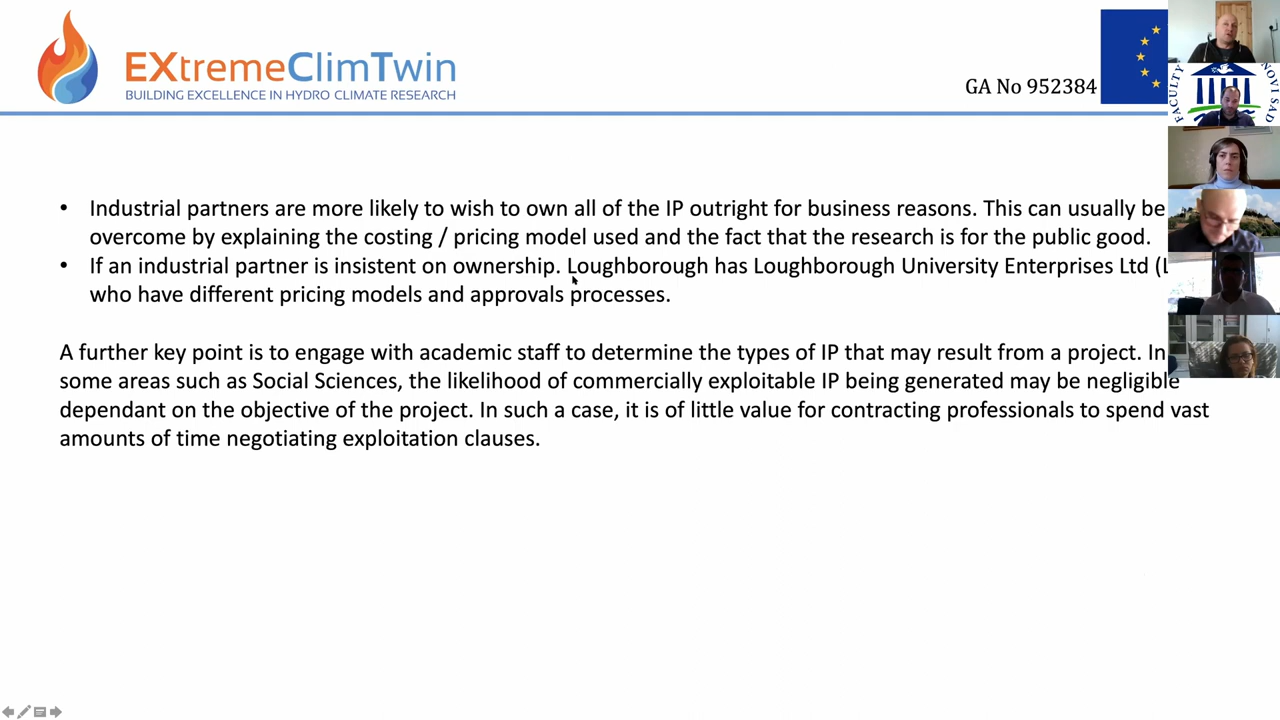 EXtremeClimTwin
BUILDING EXCELLENCE IN HYDRO CLIMATE RESEARCH
GA No 952384
FACULTY
NOVI SAD
• Industrial partners are more likely to wish to own all of the IP outright for business reasons. This can usually be
overcome by explaining the costing / pricing model used and the fact that the research is for the public good.
• If an industrial partner is insistent on ownership. Loughborough has Loughborough University Enterprises Ltd (
who have different pricing models and approvals processes.
A further key point is to engage with academic staff to determine the types of IP that may result from a project. In
some areas such as Social Sciences, the likelihood of commercially exploitable IP being generated may be negligible
dependant on the objective of the project. In such a case, it is of little value for contracting professionals to spend vast
amounts of time negotiating exploitation clauses.